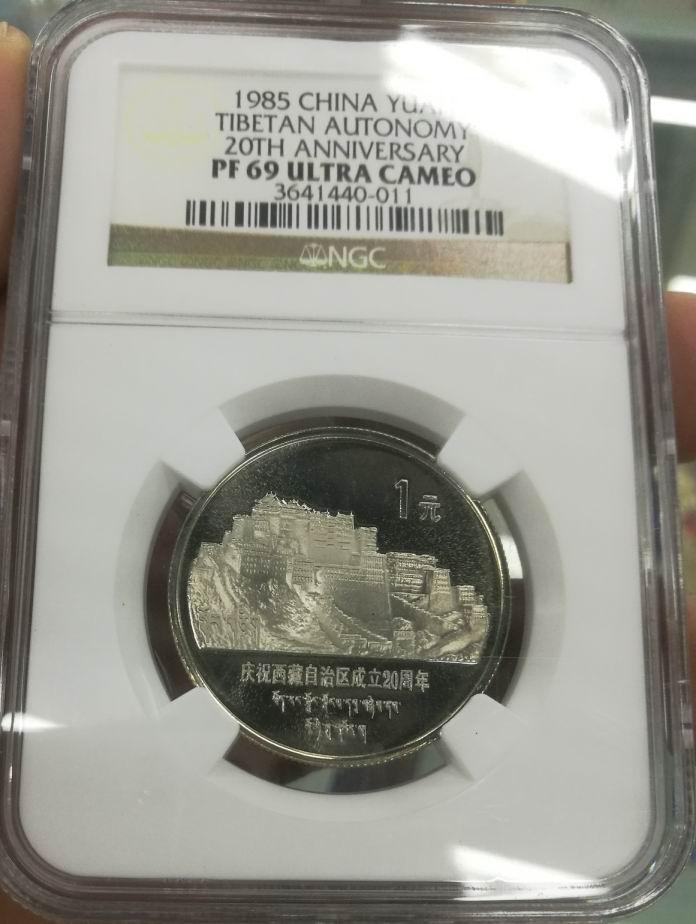 1985 CHINA YUAN
TIBETAN AUTONOMY
20TH ANNIVERSARY
PF 69 ULTRA CAMEO
3641440-011
NGC
1元
庆祝西藏自治区成立20周年